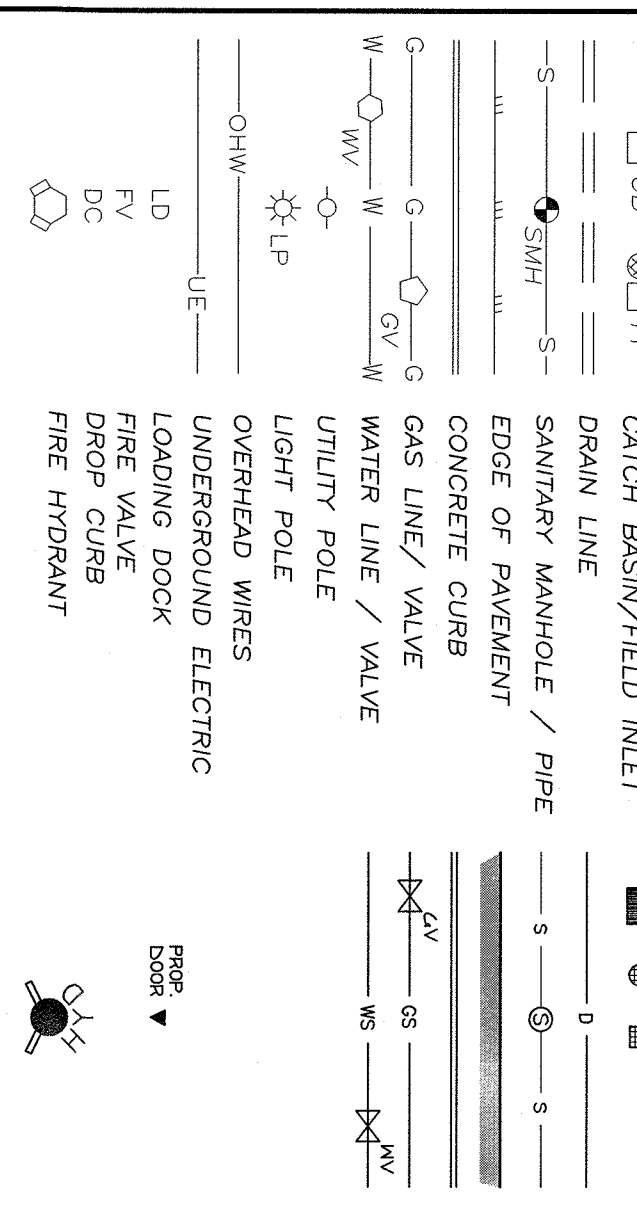 CATCH BASIN/FIELD INLET
DRAIN LINE D
S SMH S SANITARY MANHOLE / PIPE S S S
EDGE OF PAVEMENT
CONCRETE CURB
G G GV G GAS LINE/ VALVE GV GS
W WV W W WATER LINE / VALVE WS WV
UTILITY POLE
LP LIGHT POLE
OHW OVERHEAD WIRES
UE UNDERGROUND ELECTRIC
LD LOADING DOCK PROP. DOOR
FV FIRE VALVE
DC DROP CURB
FIRE HYDRANT HYD